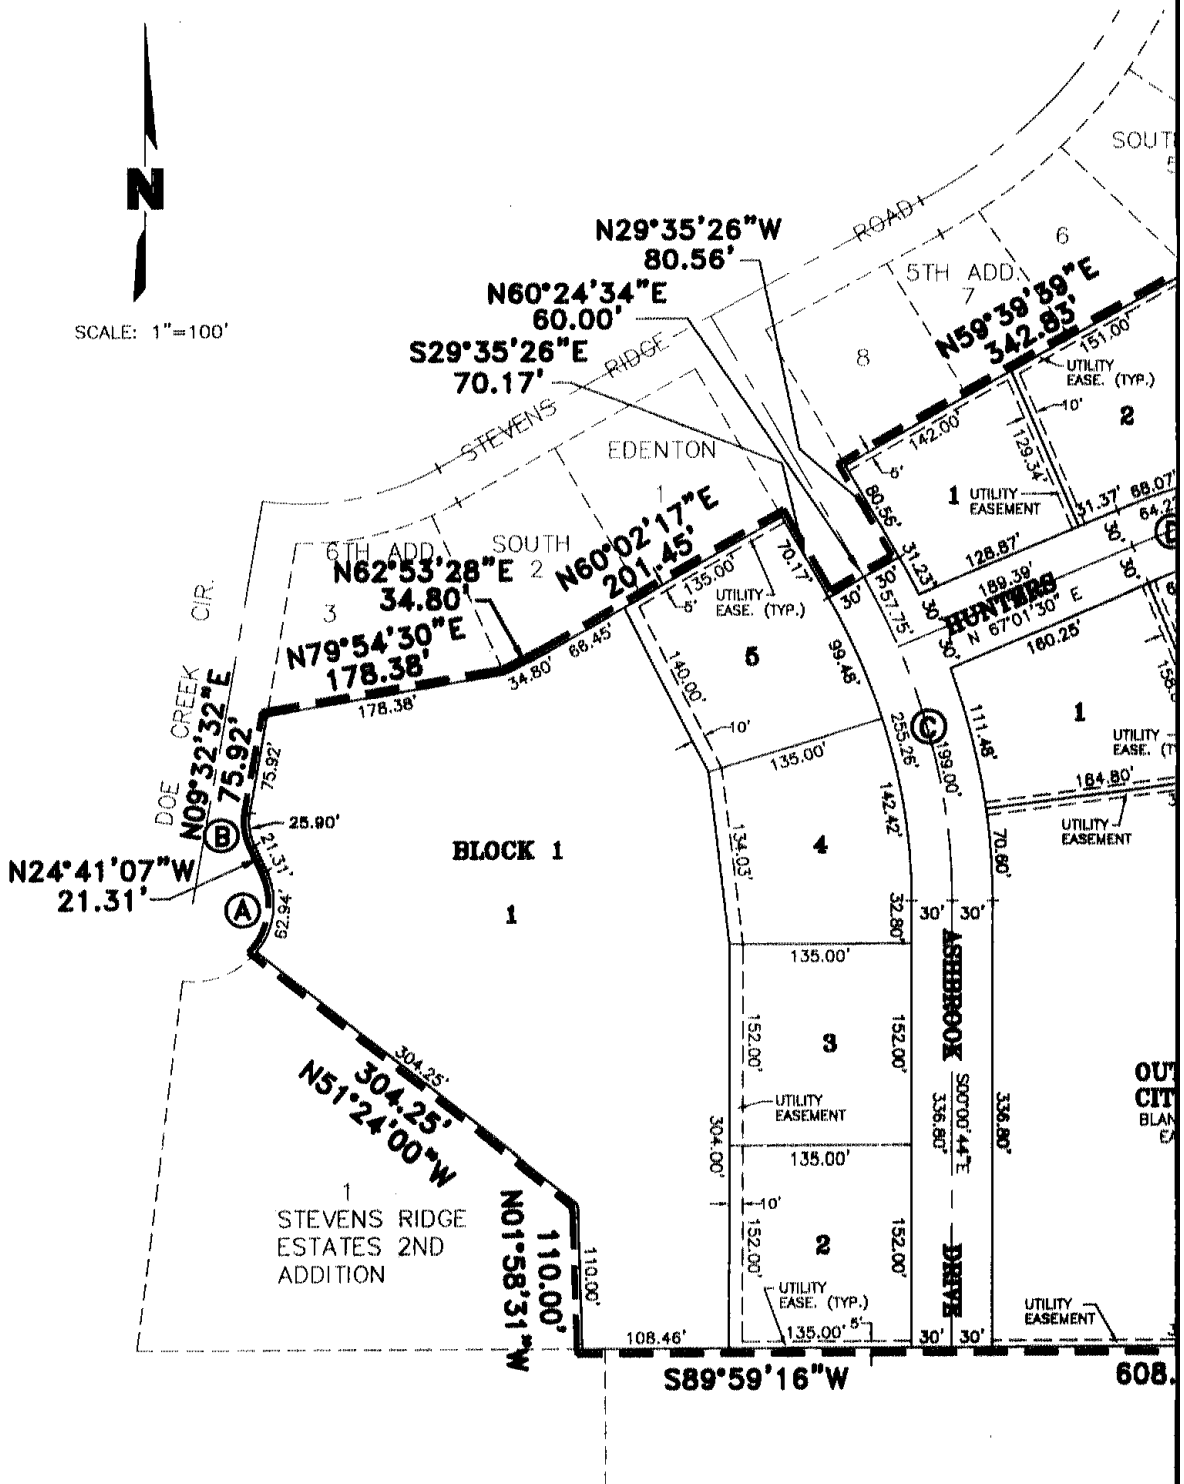 N
SCALE: 1"=100'
N29°35'26"W
80.56'
N60°24'34"E
60.00'
S29°35'26"E
70.17'
STEVENS RIDGE ROAD
SOUTH
5TH ADD.
6
7
8
N59°39'39"E
342.83'
151.00'
UTILITY
EASE. (TYP.)
10'
2
142.00'
5'
129.34'
1
UTILITY
EASEMENT
31.37'
68.07'
80.56'
31.23'
128.87'
189.39'
HUNTERS
N 67°01'30" E
160.25'
30'
30'
30'
30'
30'
30'
EDENTON
1
SOUTH
2
6TH ADD.
3
N60°02'17"E
201.45'
N62°53'28"E
34.80'
N79°54'30"E
178.38'
178.38'
34.80'
66.45'
135.00'
5'
UTILITY
EASE. (TYP.)
70.17'
57.75'
5
140.00'
10'
99.48'
135.00'
255.26'
C
199.00'
111.48'
1
UTILITY
184.80'
UTILITY
EASEMENT
70.60'
DOE CREEK CIR.
N09°32'32"E
75.92'
75.92'
B
25.90'
21.31'
N24°41'07"W
21.31'
A
62.94'
BLOCK 1
1
134.03'
4
142.42'
32.80'
30'
30'
135.00'
ASHBROOK
DRIVE
S00°00'44"E
336.80'
336.80'
152.00'
3
152.00'
UTILITY
EASEMENT
304.00'
135.00'
10'
152.00'
2
152.00'
UTILITY
EASE. (TYP.)
135.00'
5'
30'
30'
UTILITY
EASEMENT
304.25'
304.25'
N51°24'00"W
1
STEVENS RIDGE
ESTATES 2ND
ADDITION
110.00'
110.00'
N01°58'31"W
108.46'
S89°59'16"W
608.